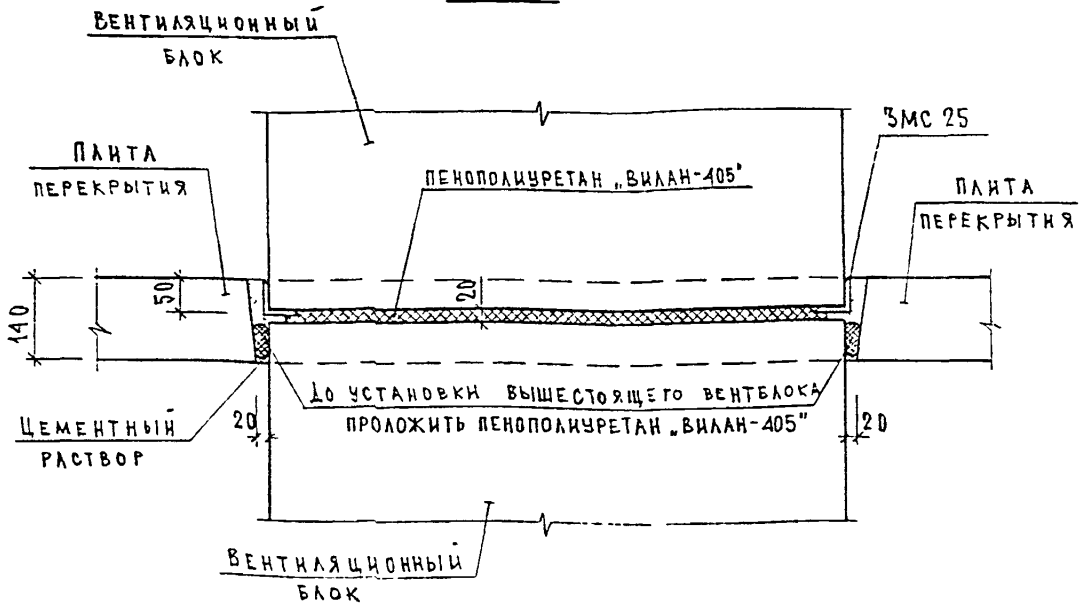 ВЕНТИЛЯЦИОННЫЙ
БЛОК
ПЛИТА
ПЕРЕКРЫТИЯ
ПЕНОПОЛИУРЕТАН „ВИЛАН-405"
ЗМС 25
ПЛИТА
ПЕРЕКРЫТИЯ
140
50
20
ДО УСТАНОВКИ ВЫШЕСТОЯЩЕГО ВЕНТБЛОКА
ПРОЛОЖИТЬ ПЕНОПОЛИУРЕТАН „ВИЛАН-405"
ЦЕМЕНТНЫЙ
РАСТВОР
20
20
ВЕНТИЛЯЦИОННЫЙ
БЛОК